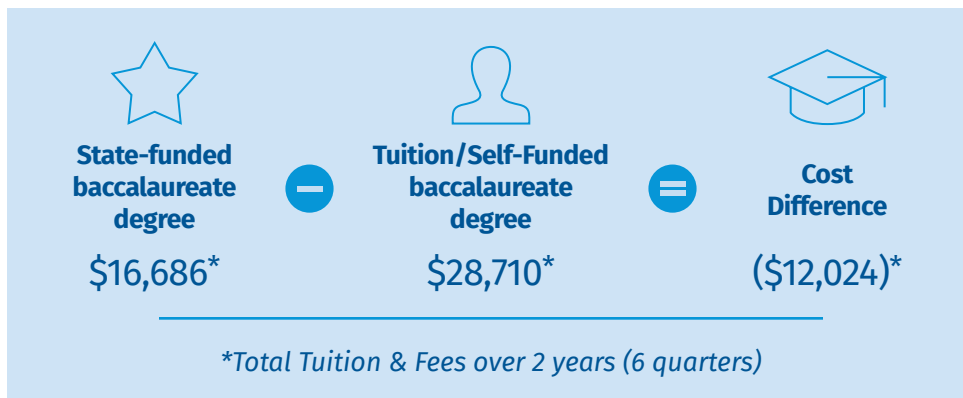 State-funded
baccalaureate
degree
$16,686*
−
Tuition/Self-Funded
baccalaureate
degree
$28,710*
=
Cost
Difference
($12,024)*
*Total Tuition & Fees over 2 years (6 quarters)